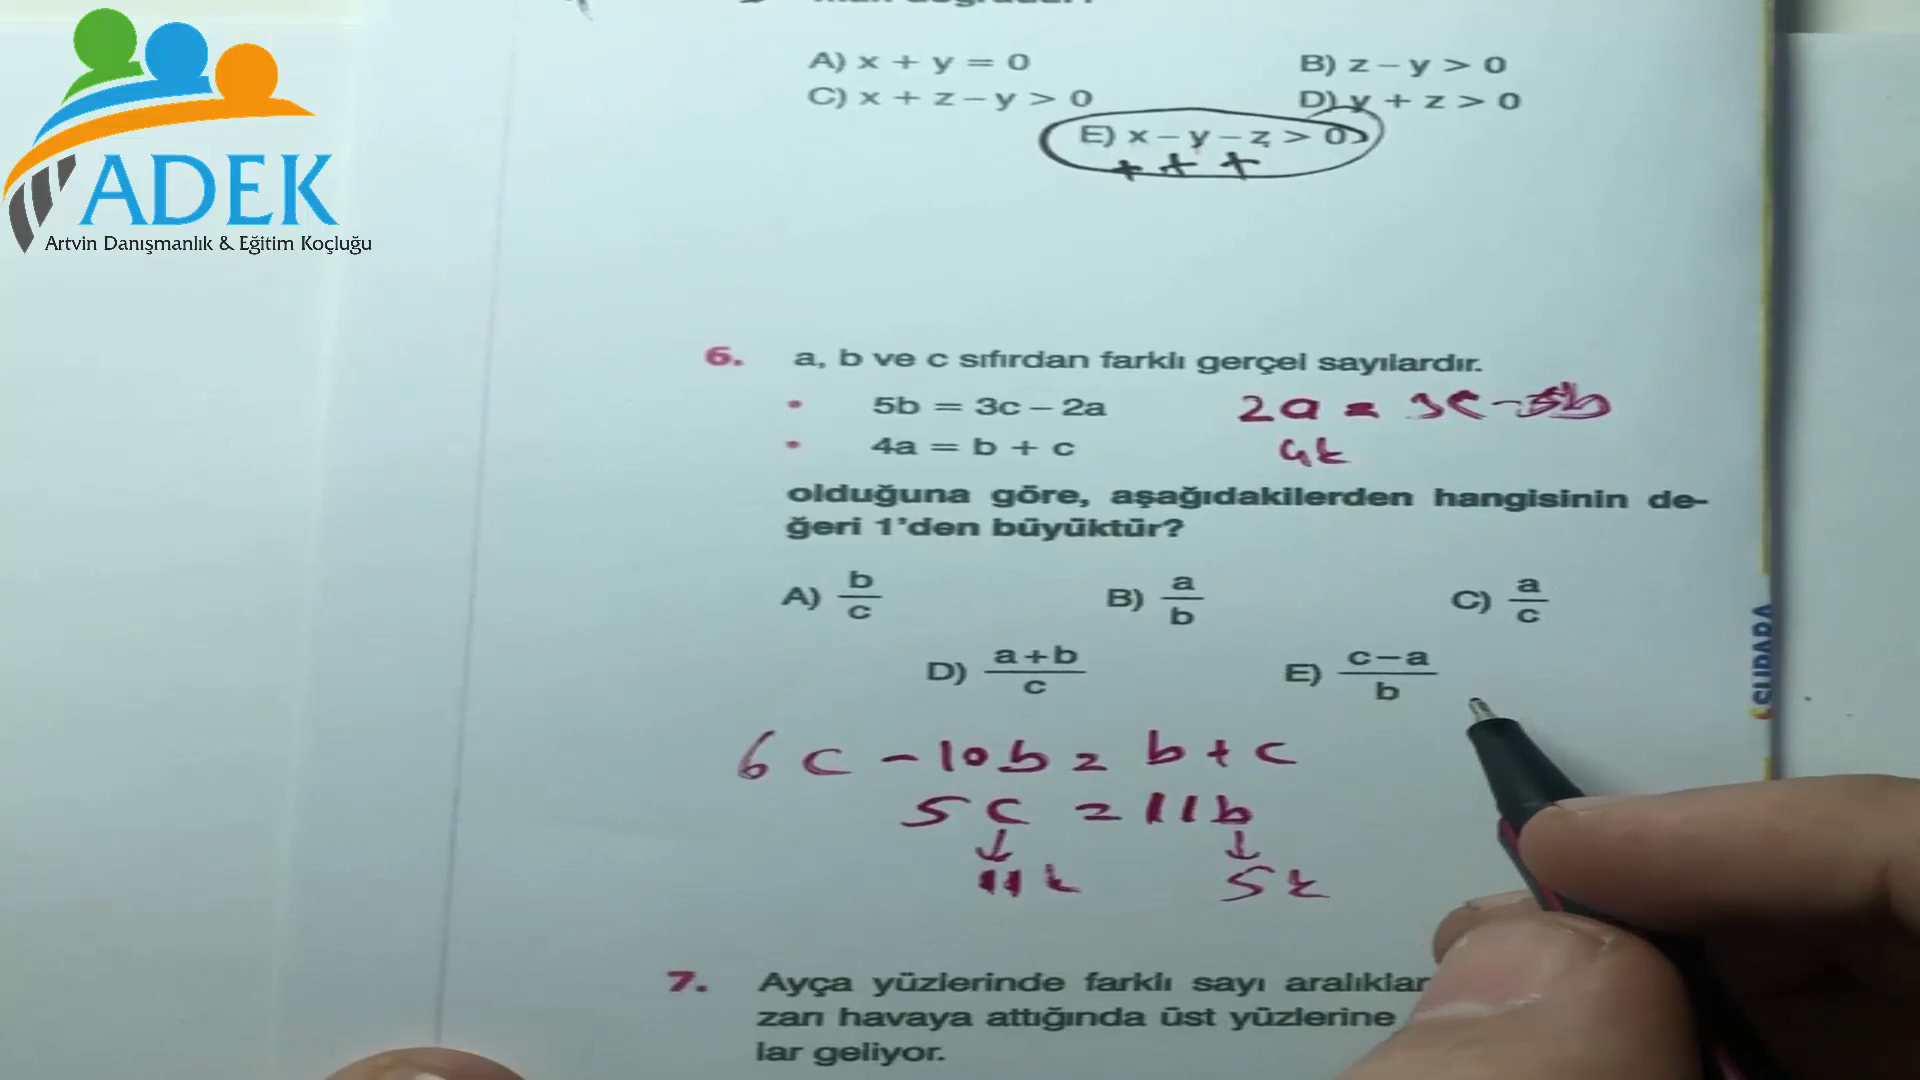 ADEK
Artvin Danışmanlık & Eğitim Koçluğu
A) x + y = 0
B) z – y > 0
C) x + z – y > 0
D) y + z > 0
E) x – y – z > 0
+ + +
6. a, b ve c sıfırdan farklı gerçel sayılardır.
• 5b = 3c – 2a
2a = 3c – 5b
• 4a = b + c
4k
olduğuna göre, aşağıdakilerden hangisinin de-
ğeri 1'den büyüktür?
A) b/c
B) a/b
C) a/c
D) a+b/c
E) c–a/b
6c – 10b = b + c
5c = 11b
↓ ↓
11k 5k
7. Ayça yüzlerinde farklı sayı aralıklar
zarı havaya attığında üst yüzlerine
lar geliyor.